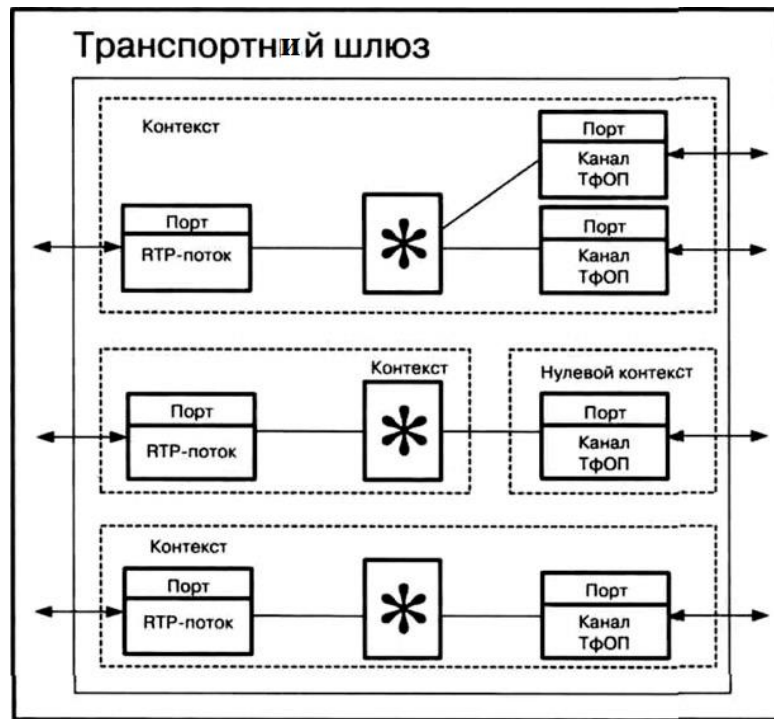 Транспортний шлюз
Контекст
Порт
Канал
ТфОП
Порт
RTP-поток
Порт
Канал
ТфОП
Контекст
Порт
RTP-поток
Нулевой контекст
Порт
Канал
ТфОП
Контекст
Порт
RTP-поток
Порт
Канал
ТфОП